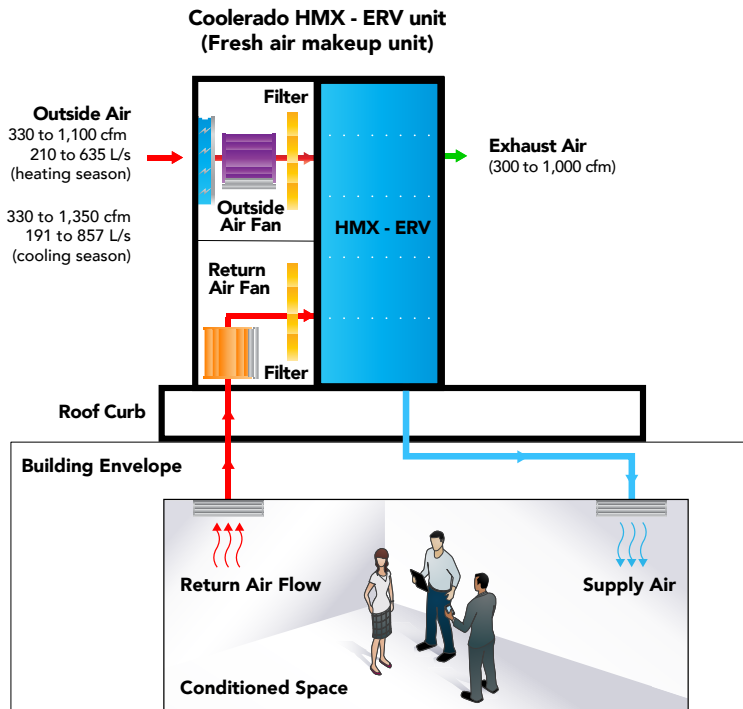 Coolerado HMX - ERV unit
(Fresh air makeup unit)
Outside Air
330 to 1,100 cfm
210 to 635 L/s
(heating season)
330 to 1,350 cfm
191 to 857 L/s
(cooling season)
Filter
Outside
Air Fan
Return
Air Fan
Filter
HMX - ERV
Exhaust Air
(300 to 1,000 cfm)
Roof Curb
Building Envelope
Return Air Flow
Supply Air
Conditioned Space